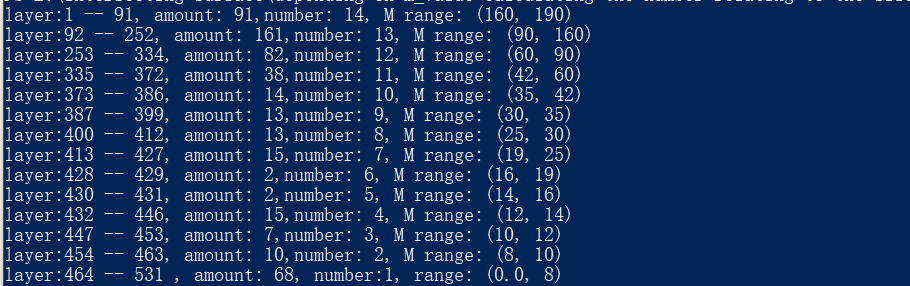 layer:1 -- 91, amount: 91,number: 14, M range: (160, 190)
layer:92 -- 252, amount: 161,number: 13, M range: (90, 160)
layer:253 -- 334, amount: 82,number: 12, M range: (60, 90)
layer:335 -- 372, amount: 38,number: 11, M range: (42, 60)
layer:373 -- 386, amount: 14,number: 10, M range: (35, 42)
layer:387 -- 399, amount: 13,number: 9, M range: (30, 35)
layer:400 -- 412, amount: 13,number: 8, M range: (25, 30)
layer:413 -- 427, amount: 15,number: 7, M range: (19, 25)
layer:428 -- 429, amount: 2,number: 6, M range: (16, 19)
layer:430 -- 431, amount: 2,number: 5, M range: (14, 16)
layer:432 -- 446, amount: 15,number: 4, M range: (12, 14)
layer:447 -- 453, amount: 7,number: 3, M range: (10, 12)
layer:454 -- 463, amount: 10,number: 2, M range: (8, 10)
layer:464 -- 531 , amount: 68, number:1, range: (0.0, 8)